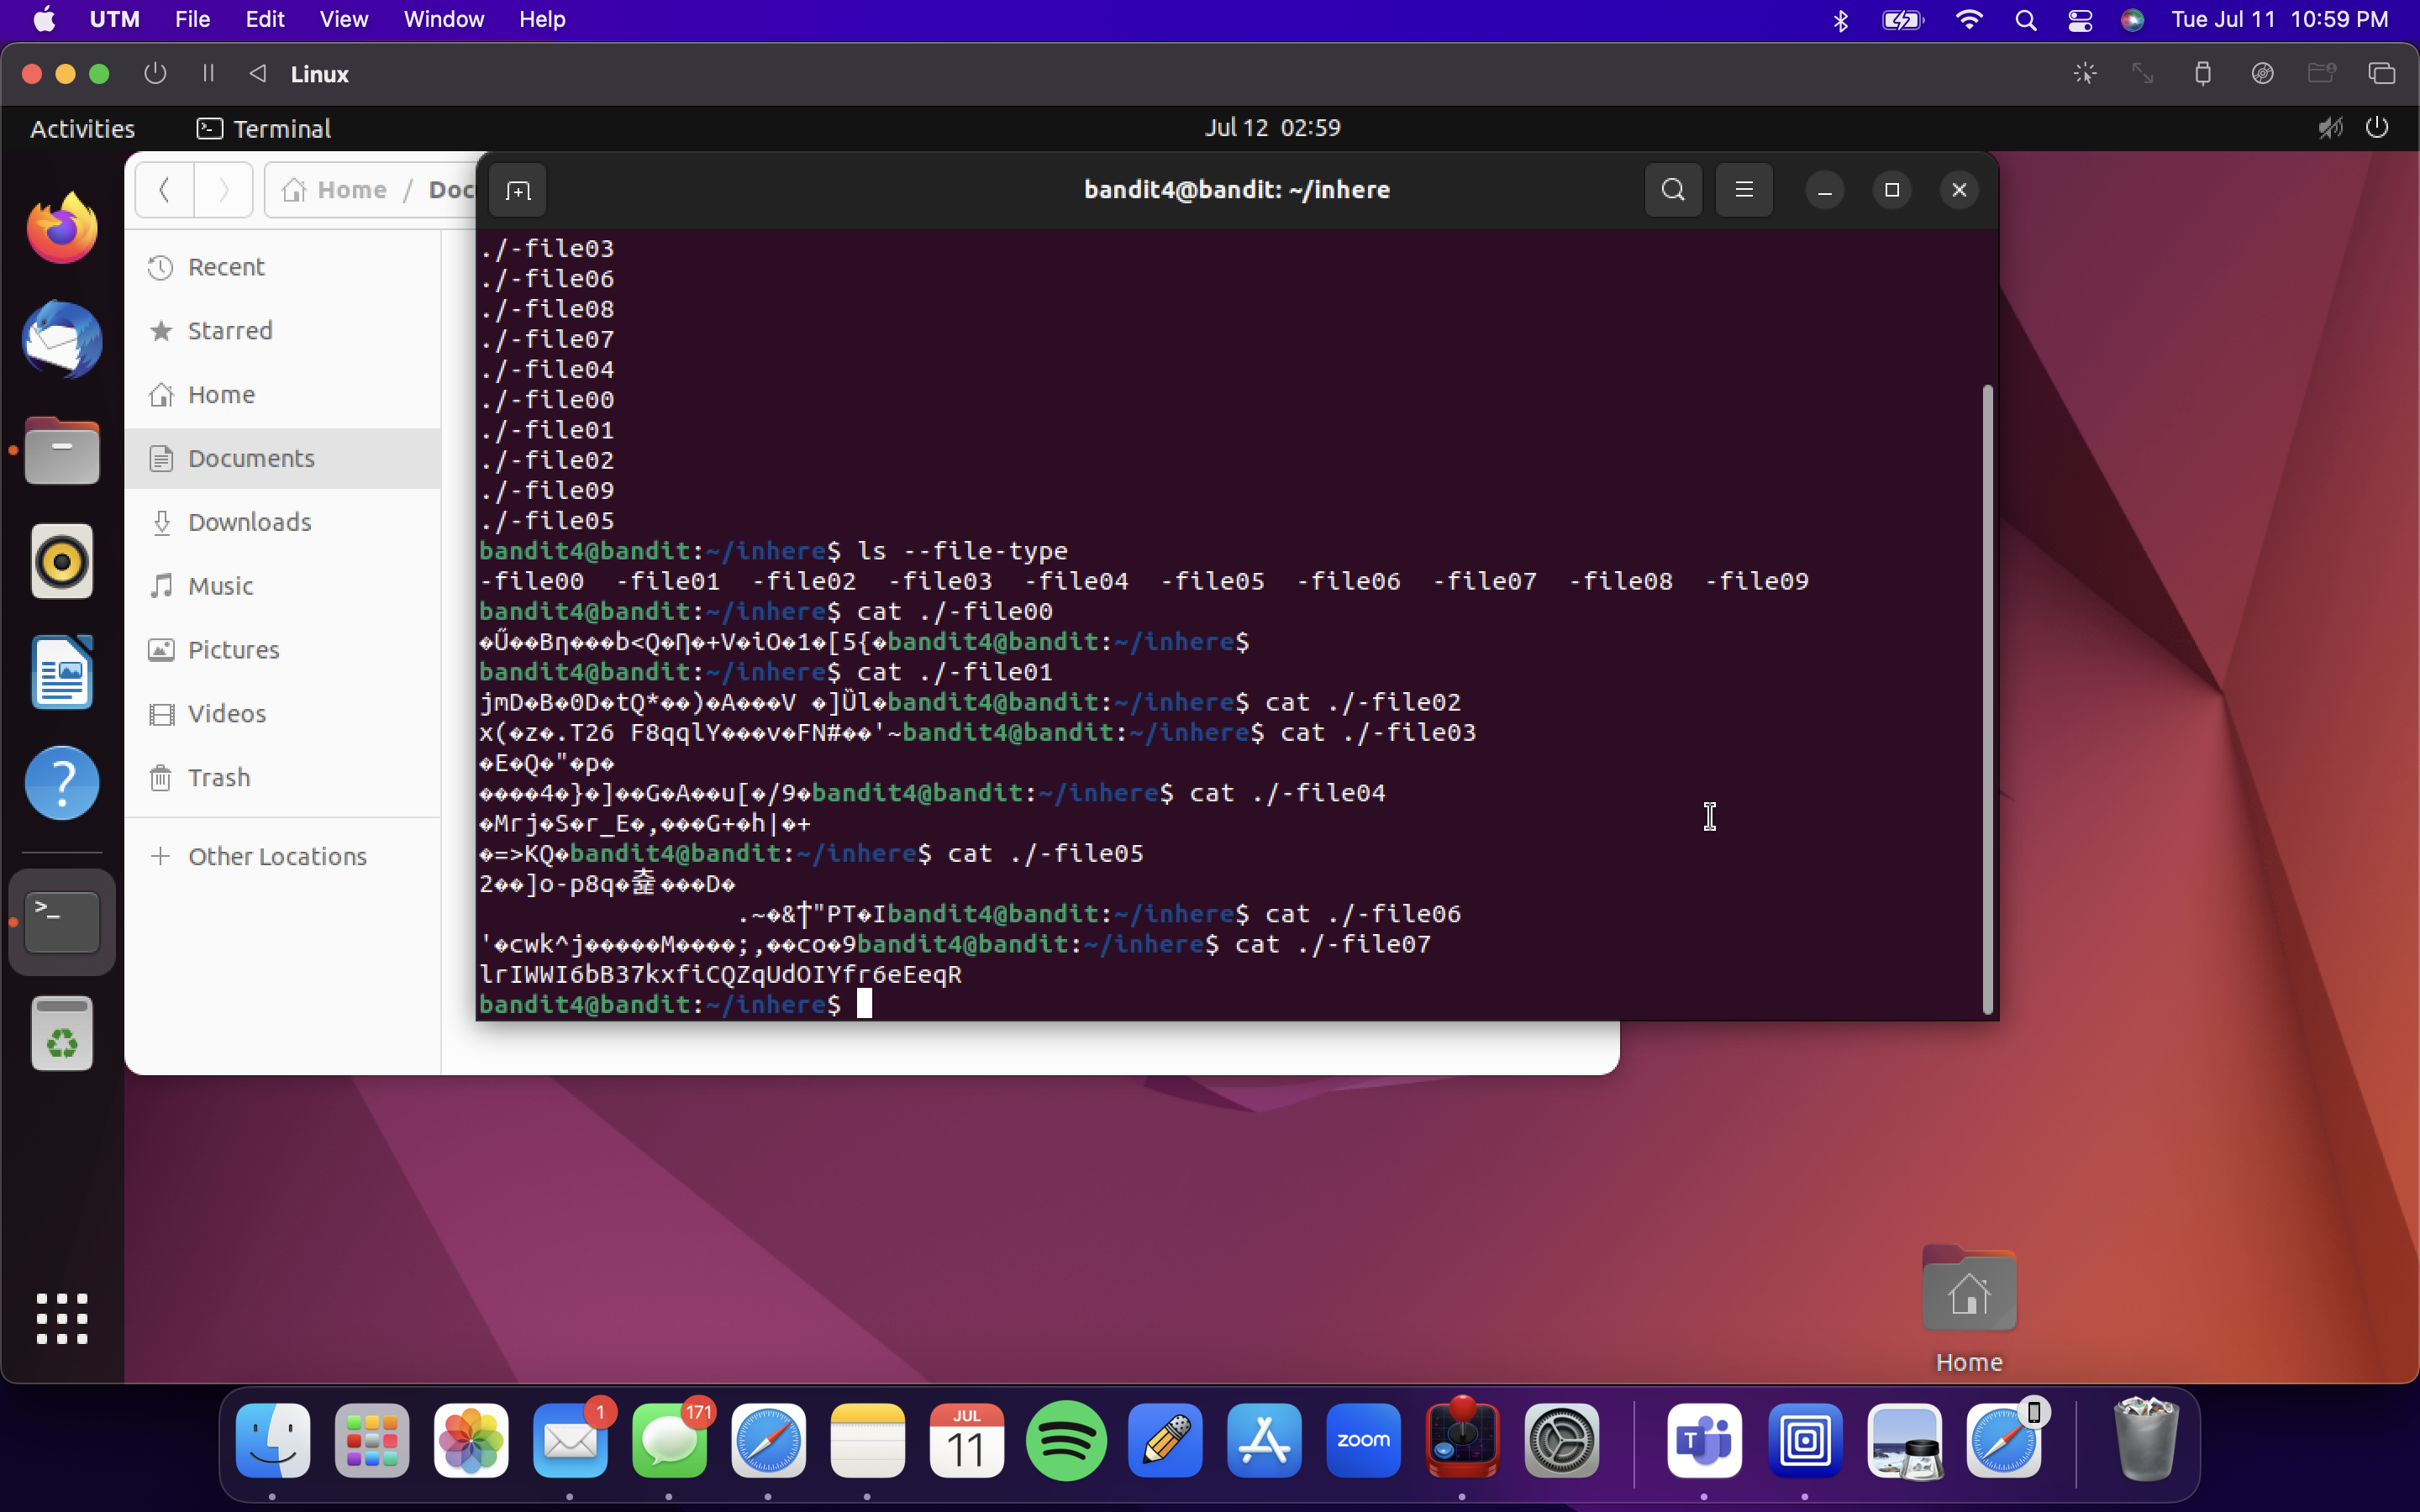 UTM File Edit View Window Help
Tue Jul 11 10:59 PM
Linux
Activities Terminal
Jul 12 02:59
Home / Doc
bandit4@bandit: ~/inhere
Recent
Starred
Home
Documents
Downloads
Music
Pictures
Videos
Trash
Other Locations
./-file03
./-file06
./-file08
./-file07
./-file04
./-file00
./-file01
./-file02
./-file09
./-file05
bandit4@bandit:~/inhere$ ls --file-type
-file00 -file01 -file02 -file03 -file04 -file05 -file06 -file07 -file08 -file09
bandit4@bandit:~/inhere$ cat ./-file00
�Ű��Bη���b<Q�Ƞ�+V�iO�1�[5{�bandit4@bandit:~/inhere$
bandit4@bandit:~/inhere$ cat ./-file01
jmD�B�0D�tQ*��)�A���V �]Ȕl�bandit4@bandit:~/inhere$ cat ./-file02
x(�z�.T26 F8qqlY���v�FN#��'~bandit4@bandit:~/inhere$ cat ./-file03
�E�Q�"�p�
����4�}�]��G�A��u[�/9�bandit4@bandit:~/inhere$ cat ./-file04
�Mrj�S�r_E�,���G+�h|�+
�=>KQ�bandit4@bandit:~/inhere$ cat ./-file05
2��]o-p8q����D�
.~�&"PT�Ibandit4@bandit:~/inhere$ cat ./-file06
'�cwk^j�����M����;,��co�9bandit4@bandit:~/inhere$ cat ./-file07
lrIWWI6bB37kxfiCQZqUdOIYfr6eEeqR
bandit4@bandit:~/inhere$
Home
1
171
JUL
11
zoom
T